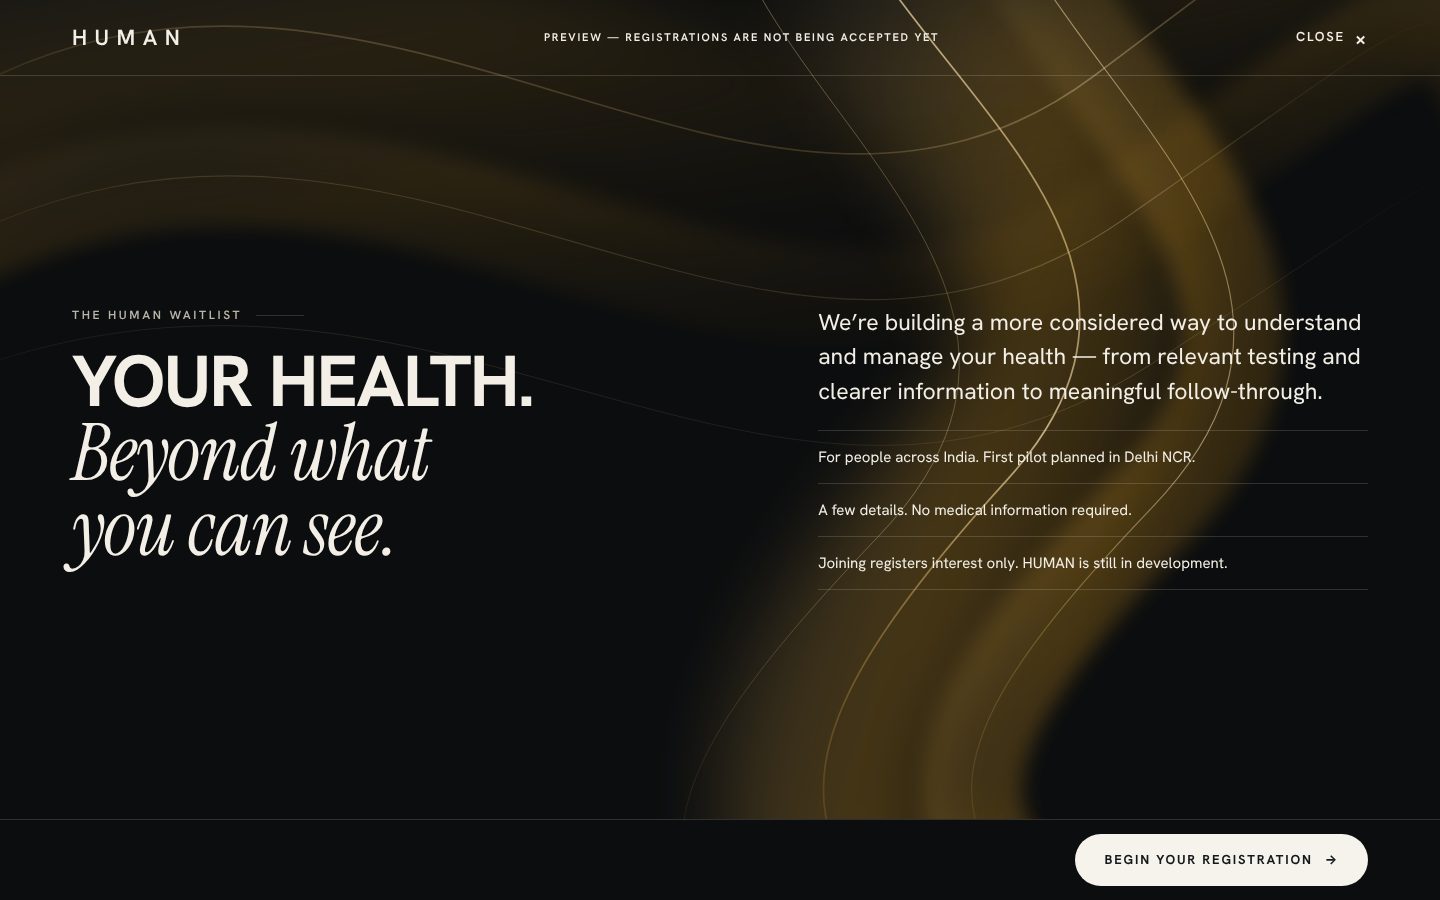 HUMAN
PREVIEW — REGISTRATIONS ARE NOT BEING ACCEPTED YET
CLOSE ×
THE HUMAN WAITLIST
YOUR HEALTH.
Beyond what
you can see.
We’re building a more considered way to understand
and manage your health — from relevant testing and
clearer information to meaningful follow-through.
For people across India. First pilot planned in Delhi NCR.
A few details. No medical information required.
Joining registers interest only. HUMAN is still in development.
BEGIN YOUR REGISTRATION →